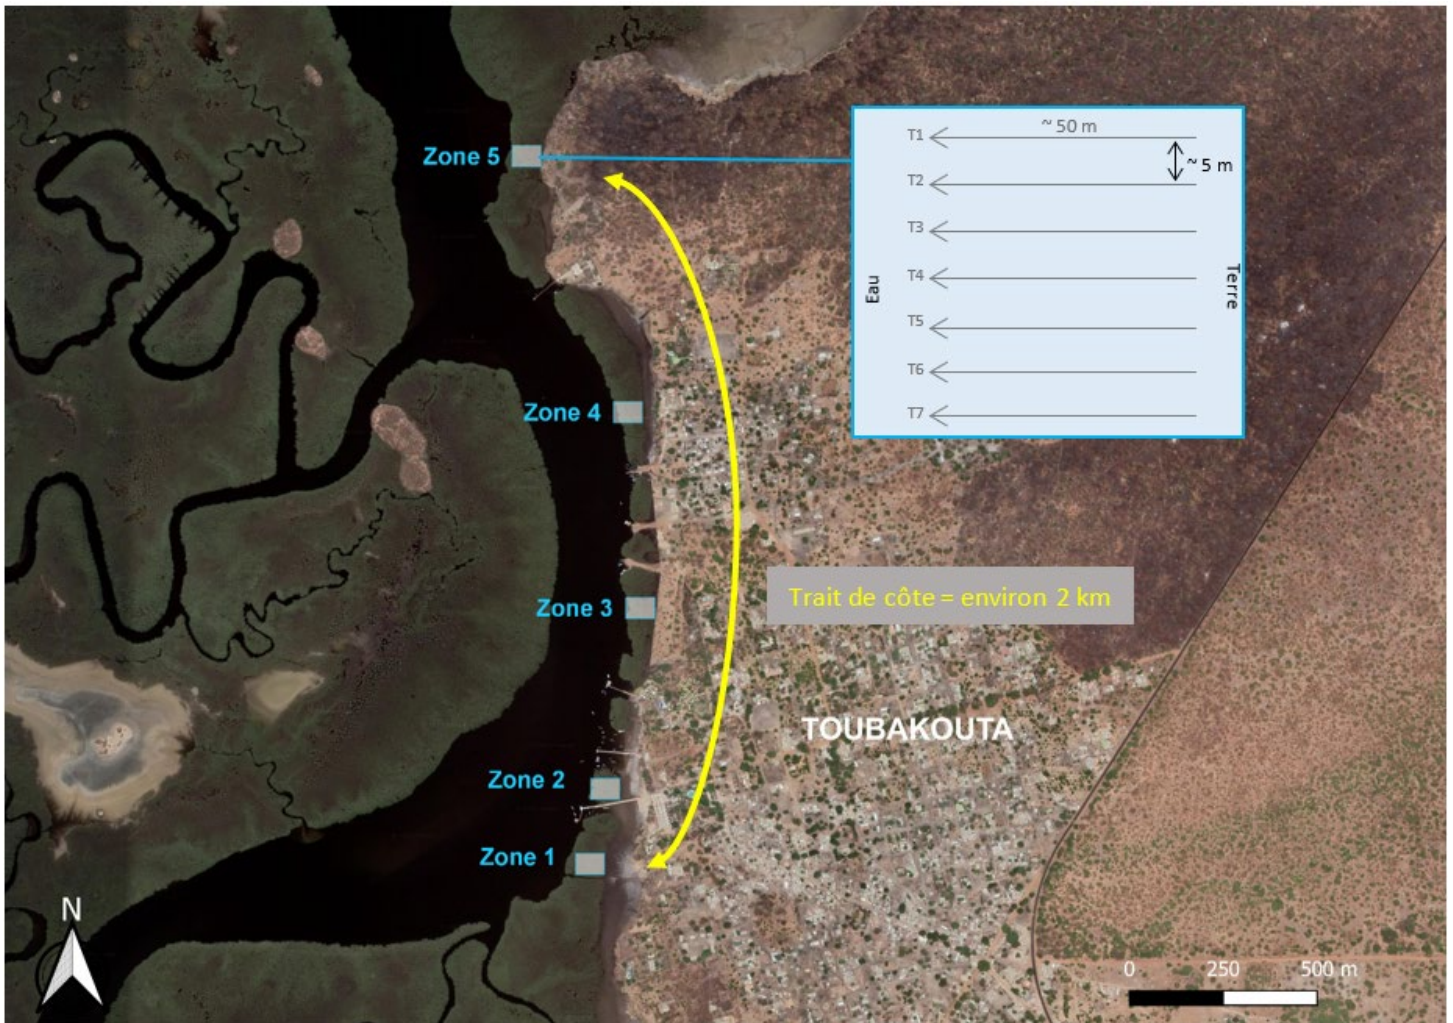 Zone 5
T1
~ 50 m
~ 5 m
T2
T3
T4
T5
T6
T7
Eau
Terre
Zone 4
Zone 3
Trait de côte = environ 2 km
TOUBAKOUTA
Zone 2
Zone 1
N
0 250 500 m